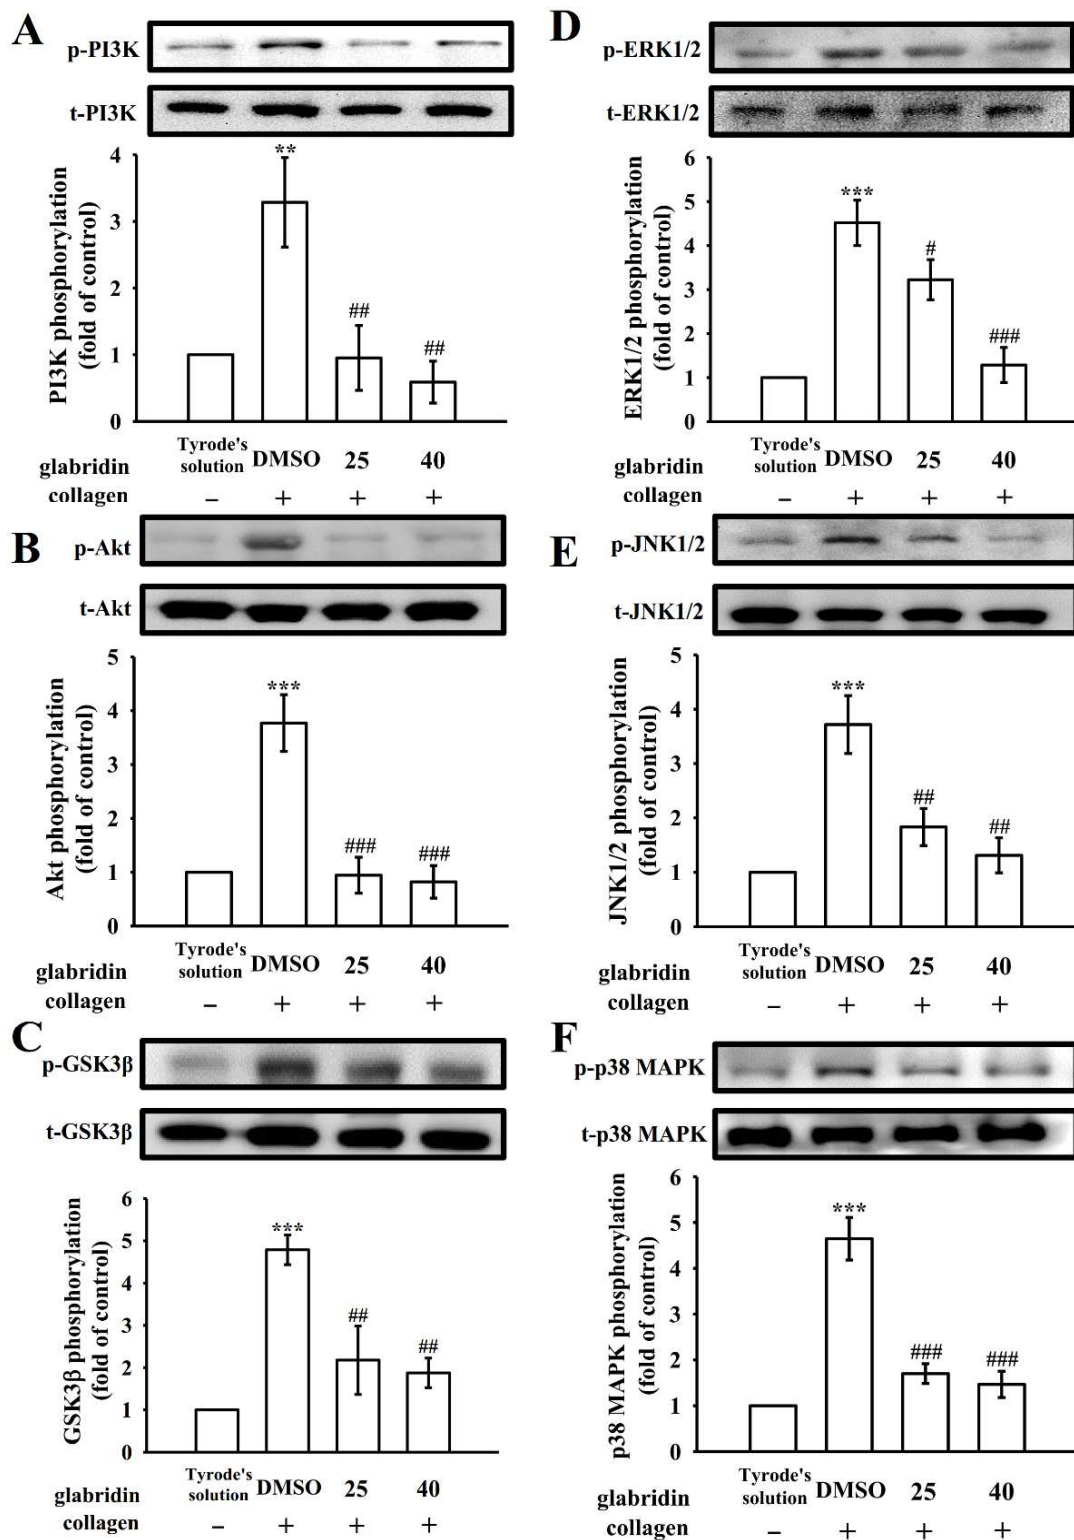 A
p-PI3K
t-PI3K
PI3K phosphorylation
(fold of control)
4
3
2
1
0
**
##
##
Tyrode's
solution
DMSO
25
40
glabridin
collagen
–
+
+
+
B
p-Akt
t-Akt
Akt phosphorylation
(fold of control)
5
4
3
2
1
0
***
###
###
Tyrode's
solution
DMSO
25
40
glabridin
collagen
–
+
+
+
C
p-GSK3β
t-GSK3β
GSK3β phosphorylation
(fold of control)
6
5
4
3
2
1
0
***
##
##
Tyrode's
solution
DMSO
25
40
glabridin
collagen
–
+
+
+
D
p-ERK1/2
t-ERK1/2
ERK1/2 phosphorylation
(fold of control)
6
5
4
3
2
1
0
***
#
###
Tyrode's
solution
DMSO
25
40
glabridin
collagen
–
+
+
+
E
p-JNK1/2
t-JNK1/2
JNK1/2 phosphorylation
(fold of control)
5
4
3
2
1
0
***
##
##
Tyrode's
solution
DMSO
25
40
glabridin
collagen
–
+
+
+
F
p-p38 MAPK
t-p38 MAPK
p38 MAPK phosphorylation
(fold of control)
6
5
4
3
2
1
0
***
###
###
Tyrode's
solution
DMSO
25
40
glabridin
collagen
–
+
+
+